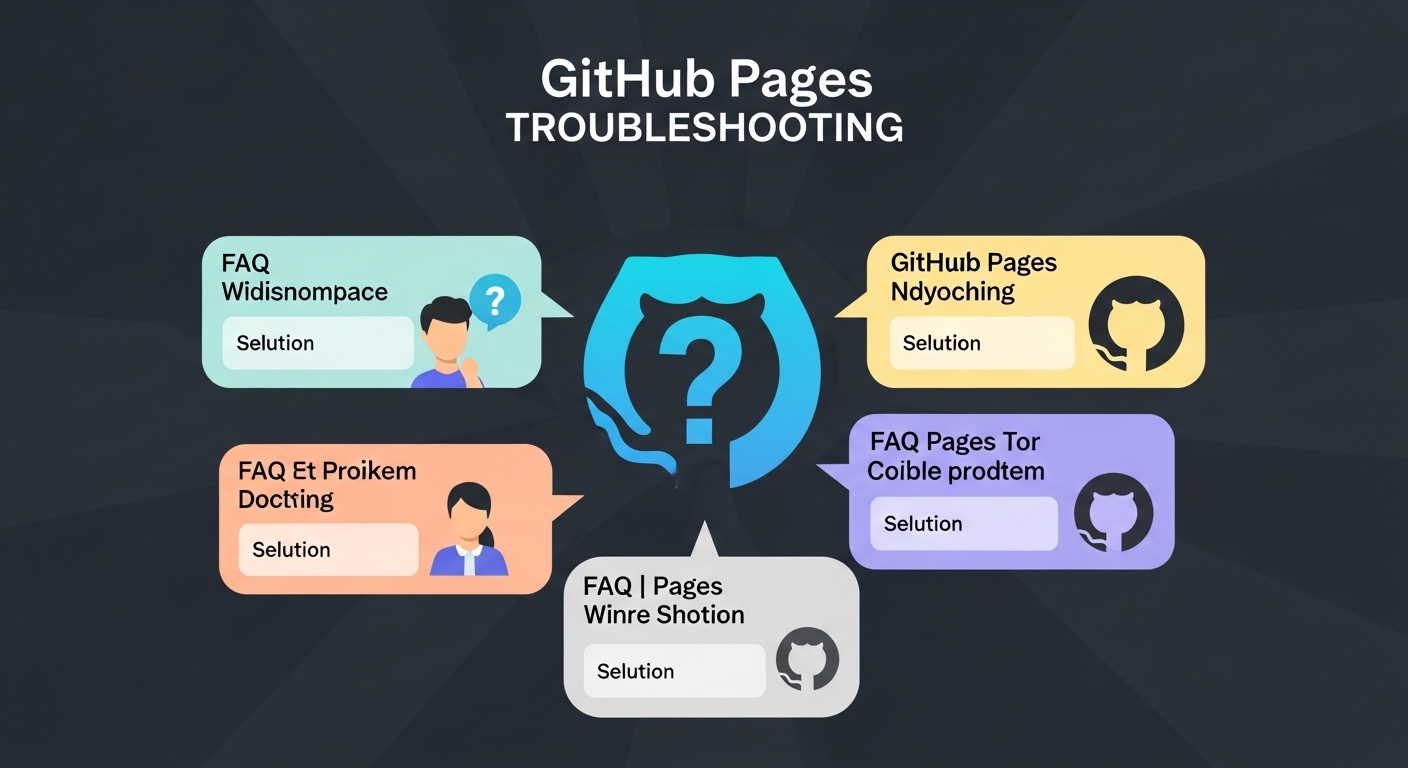 GitHub Pages
TROUBLESHOOTING
FAQ
Widisnompace
?
Selution
GitHub Pages
Ndyoching
Selution
?
FAQ Et Proikem
Docting
Selution
FAQ Pages Tor
Coible prodtem
Selution
FAQ | Pages
Winre Shotion
Selution